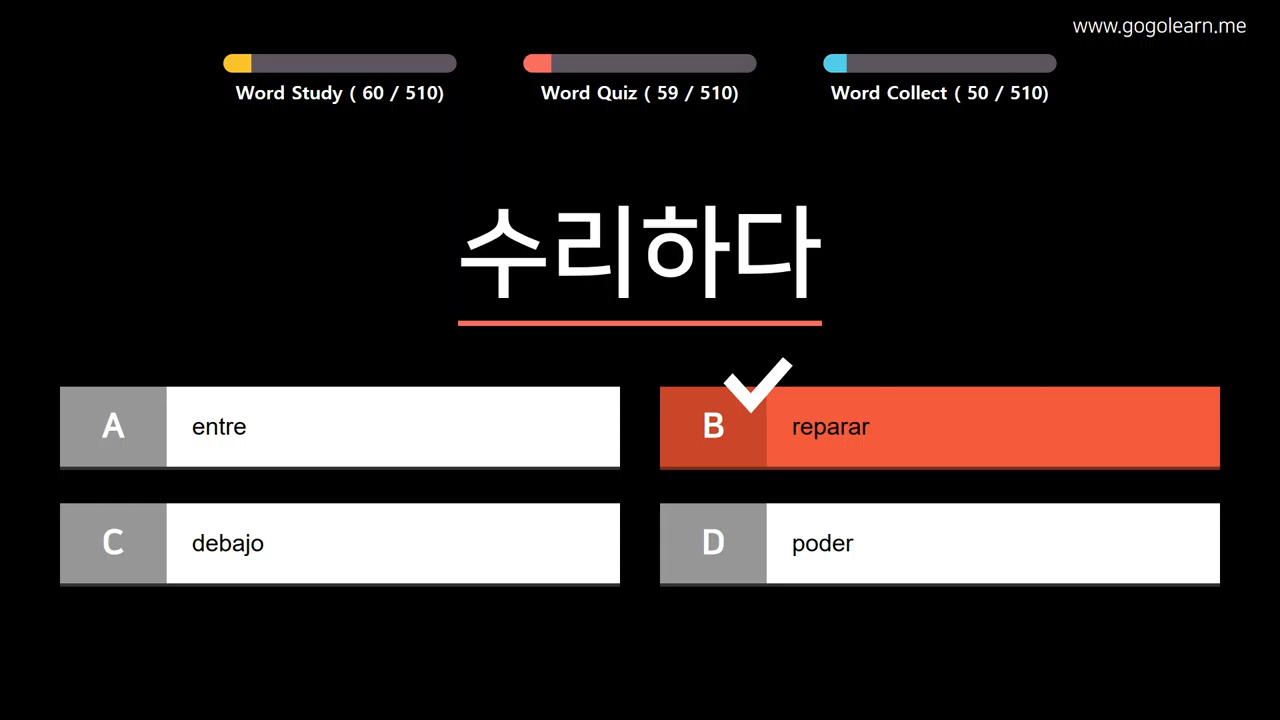 www.gogolearn.me
Word Study ( 60 / 510)
Word Quiz ( 59 / 510)
Word Collect ( 50 / 510)
수리하다
A entre
B reparar
C debajo
D poder